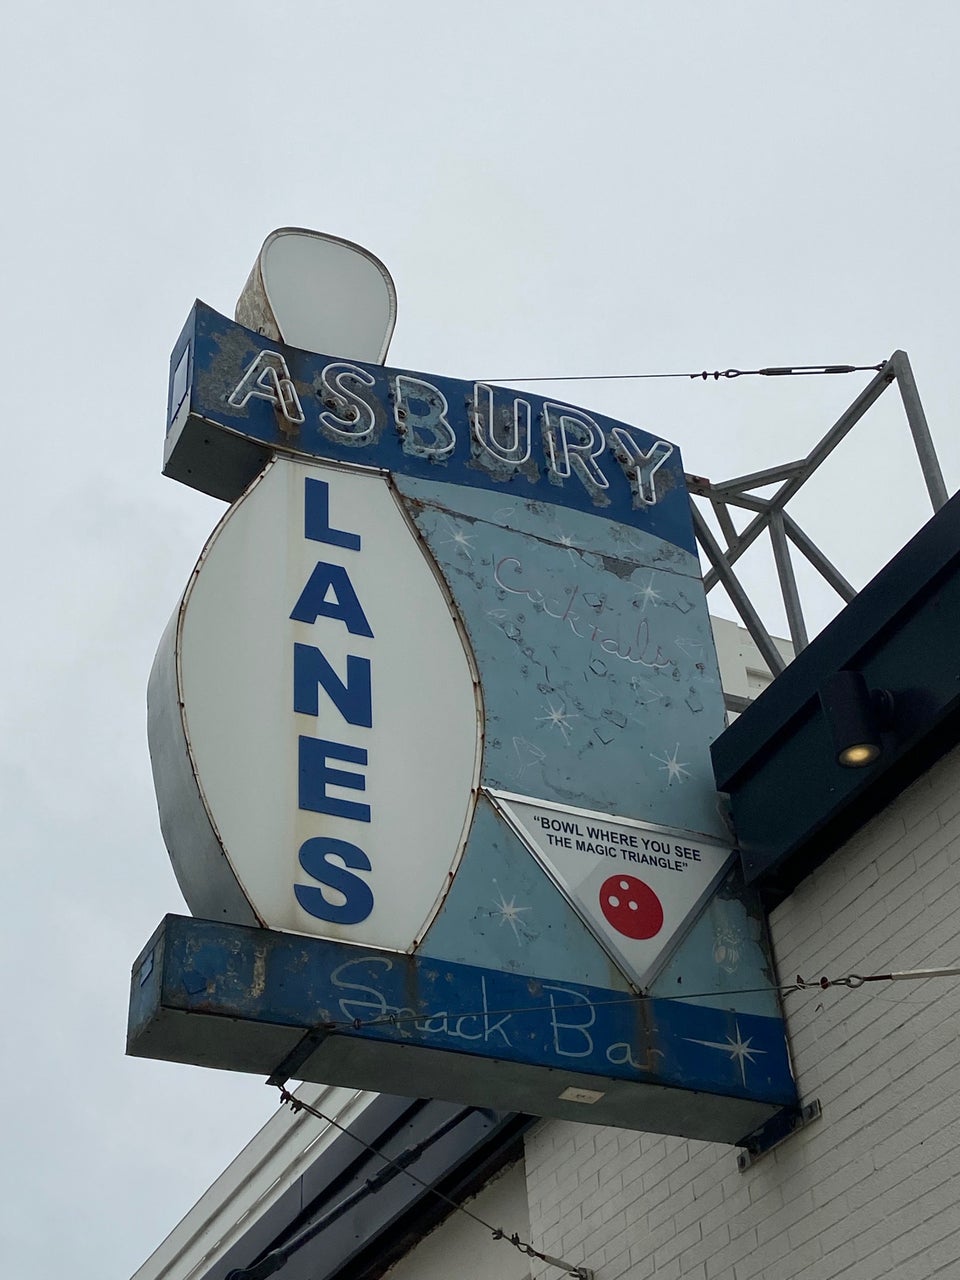 ASBURY
LANES
Cocktails
"BOWL WHERE YOU SEE
THE MAGIC TRIANGLE"
Snack Bar